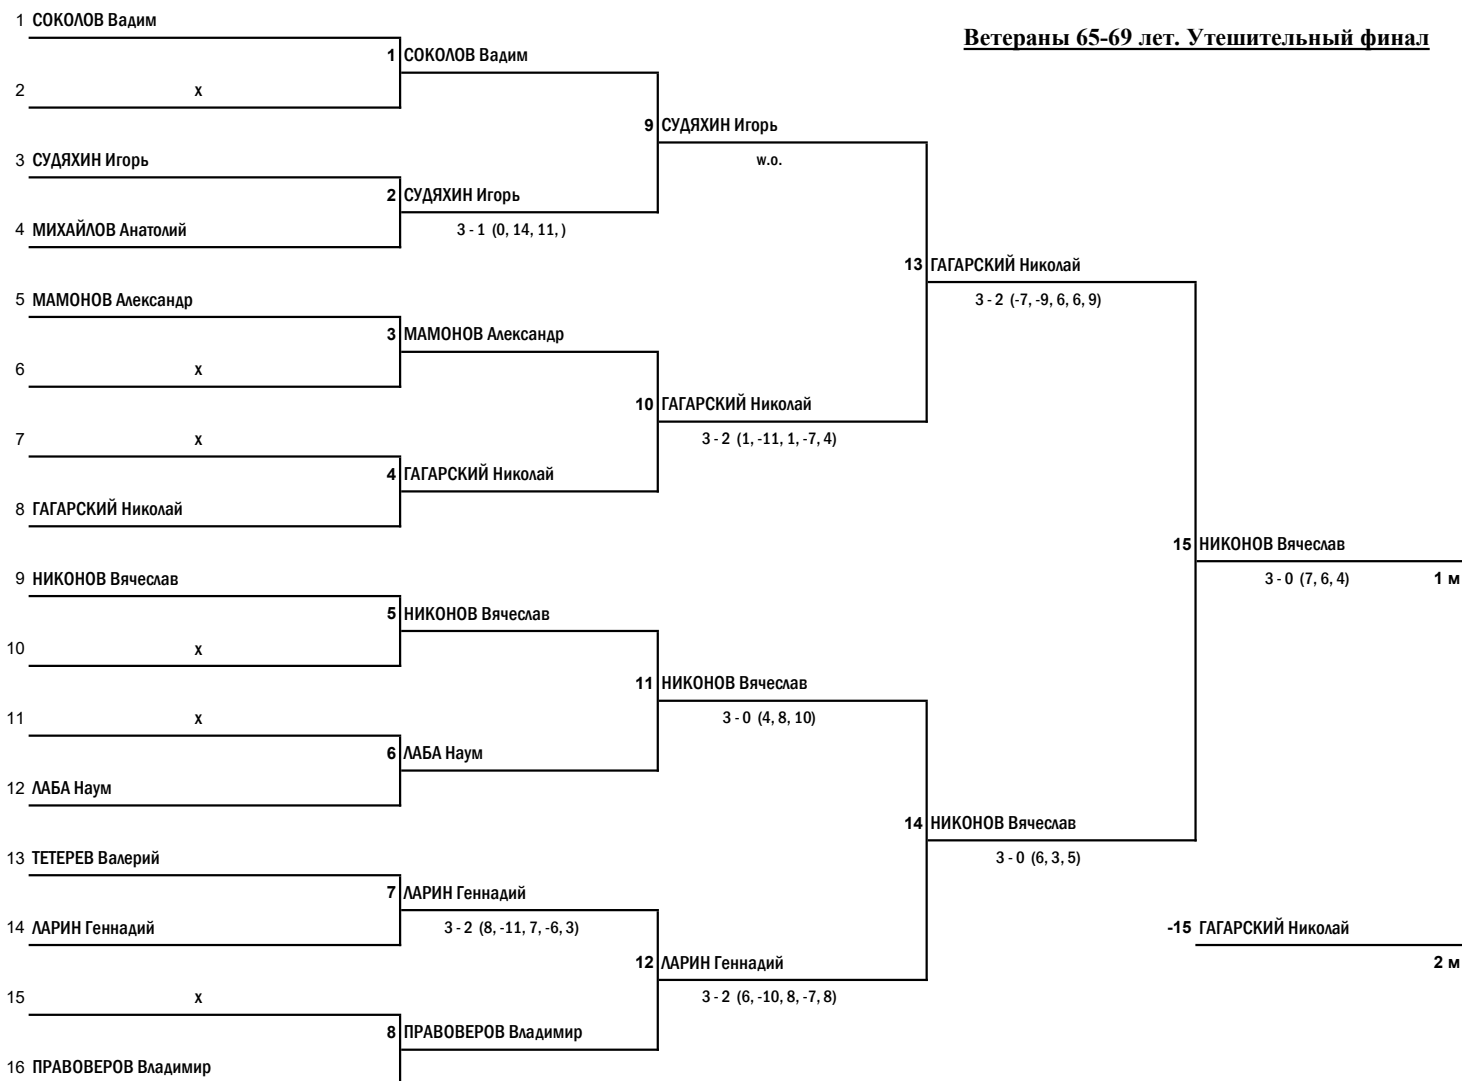 1 СОКОЛОВ Вадим
Ветераны 65-69 лет. Утешительный финал
1 СОКОЛОВ Вадим
2 x
9 СУДЯХИН Игорь
w.o.
3 СУДЯХИН Игорь
2 СУДЯХИН Игорь
4 МИХАЙЛОВ Анатолий
3 - 1 (0, 14, 11, )
13 ГАГАРСКИЙ Николай
3 - 2 (-7, -9, 6, 6, 9)
5 МАМОНОВ Александр
3 МАМОНОВ Александр
6 x
10 ГАГАРСКИЙ Николай
3 - 2 (1, -11, 1, -7, 4)
7 x
4 ГАГАРСКИЙ Николай
8 ГАГАРСКИЙ Николай
15 НИКОНОВ Вячеслав
3 - 0 (7, 6, 4) 1 м
9 НИКОНОВ Вячеслав
5 НИКОНОВ Вячеслав
10 x
11 НИКОНОВ Вячеслав
3 - 0 (4, 8, 10)
11 x
6 ЛАБА Наум
12 ЛАБА Наум
14 НИКОНОВ Вячеслав
3 - 0 (6, 3, 5)
13 ТЕТЕРЕВ Валерий
7 ЛАРИН Геннадий
14 ЛАРИН Геннадий
3 - 2 (8, -11, 7, -6, 3)
-15 ГАГАРСКИЙ Николай
2 м
12 ЛАРИН Геннадий
3 - 2 (6, -10, 8, -7, 8)
15 x
8 ПРАВОВЕРОВ Владимир
16 ПРАВОВЕРОВ Владимир